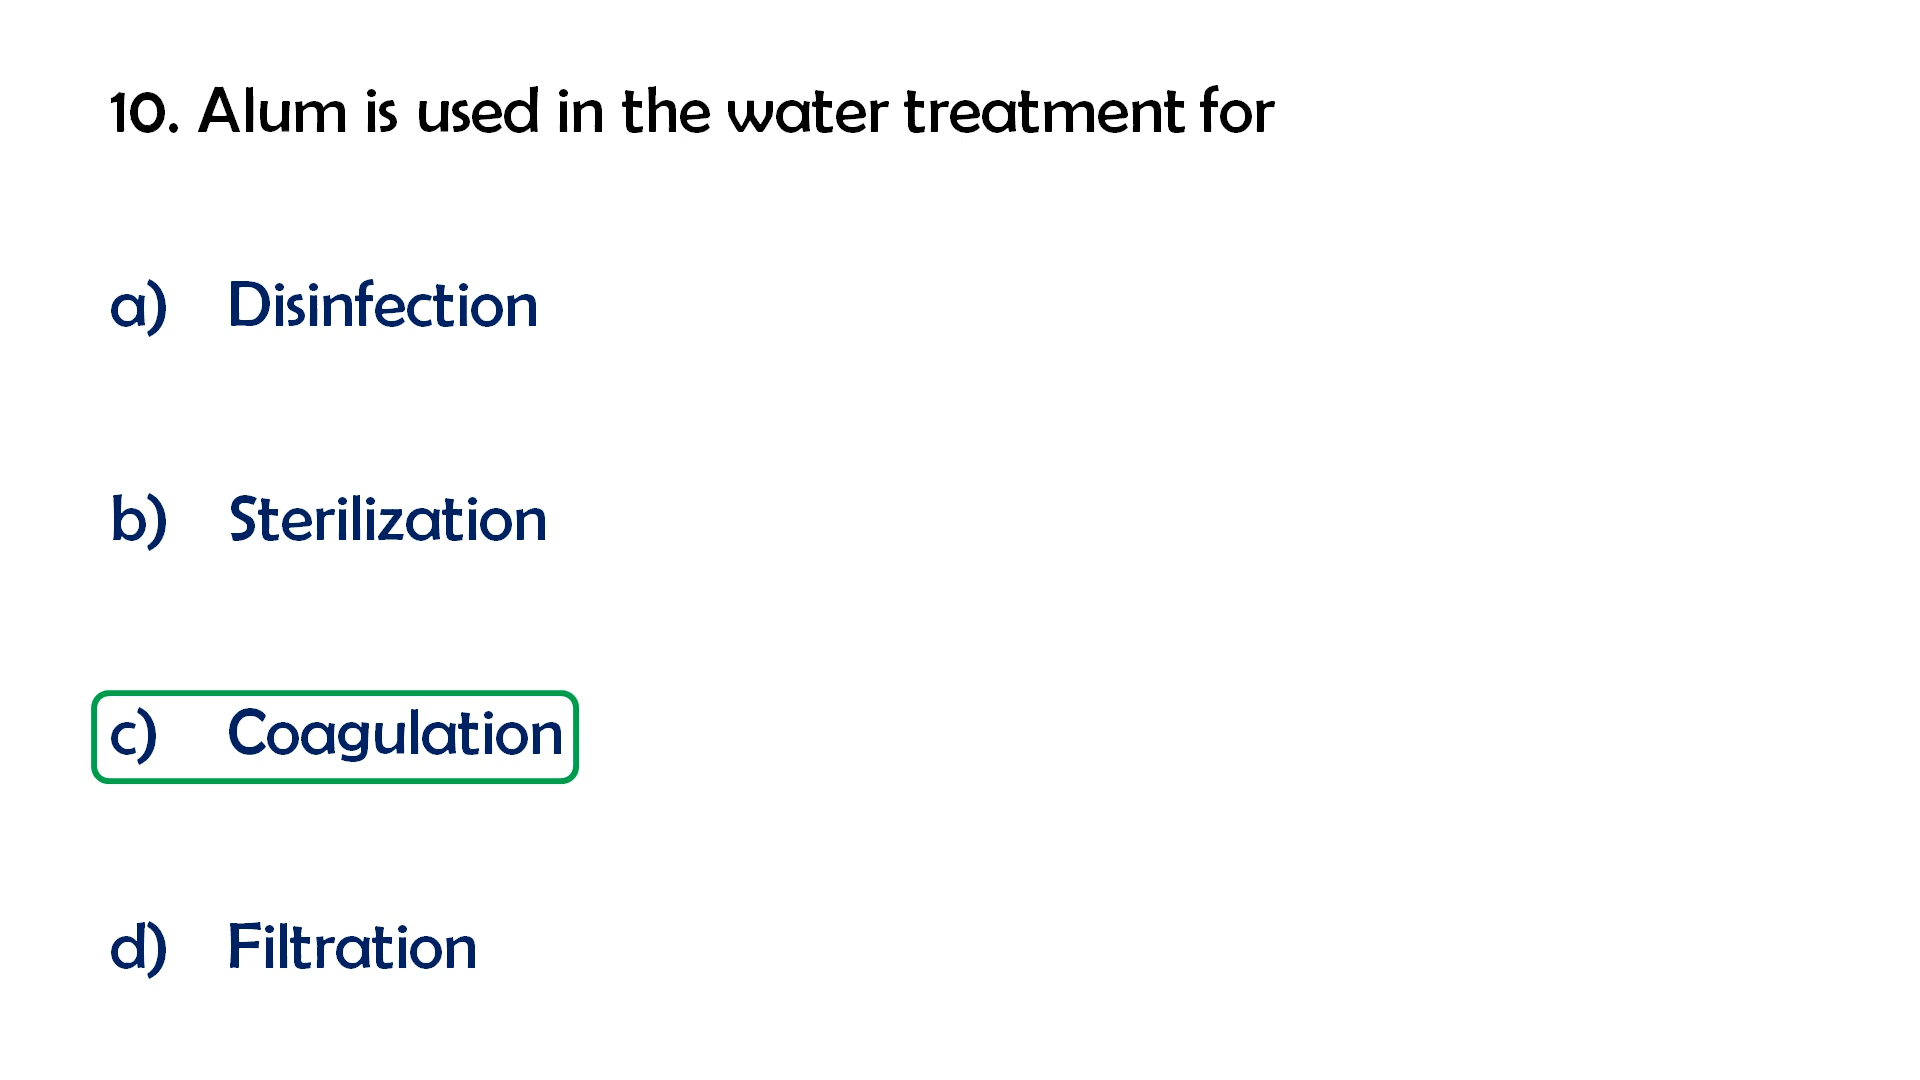 10. Alum is used in the water treatment for
a) Disinfection
b) Sterilization
c) Coagulation
d) Filtration